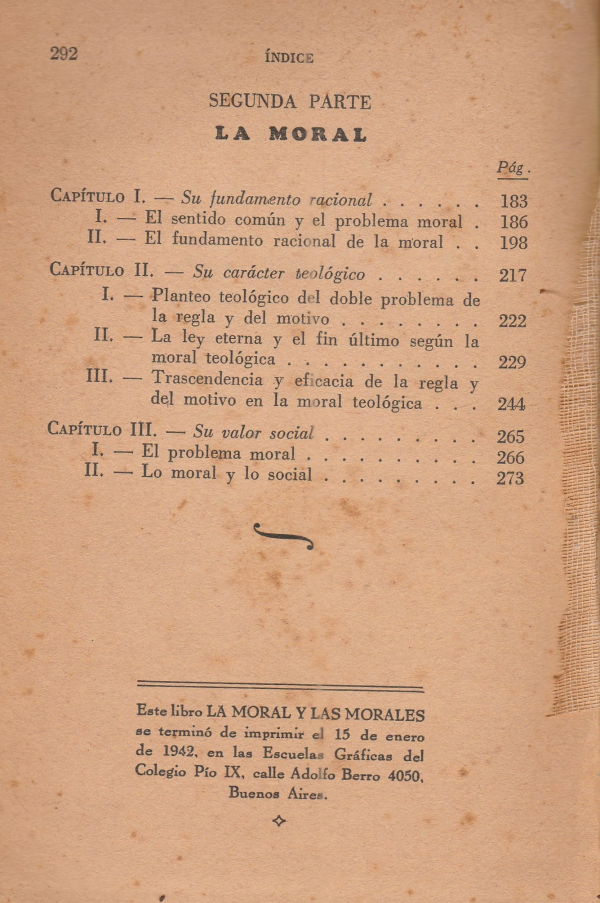 292
ÍNDICE
SEGUNDA PARTE
LA MORAL
Pág.
CAPÍTULO I. — Su fundamento racional . . . . . . 183
I. — El sentido común y el problema moral . 186
II. — El fundamento racional de la moral . . 198
CAPÍTULO II. — Su carácter teológico . . . . . . 217
I. — Planteo teológico del doble problema de
la regla y del motivo . . . . . . . . 222
II. — La ley eterna y el fin último según la
moral teológica . . . . . . . . . . . 229
III. — Trascendencia y eficacia de la regla y
del motivo en la moral teológica . . . 244
CAPÍTULO III. — Su valor social . . . . . . . . . 265
I. — El problema moral . . . . . . . . . . 266
II. — Lo moral y lo social . . . . . . . . . 273
Este libro LA MORAL Y LAS MORALES
se terminó de imprimir el 15 de enero
de 1942, en las Escuelas Gráficas del
Colegio Pío IX, calle Adolfo Berro 4050,
Buenos Aires.